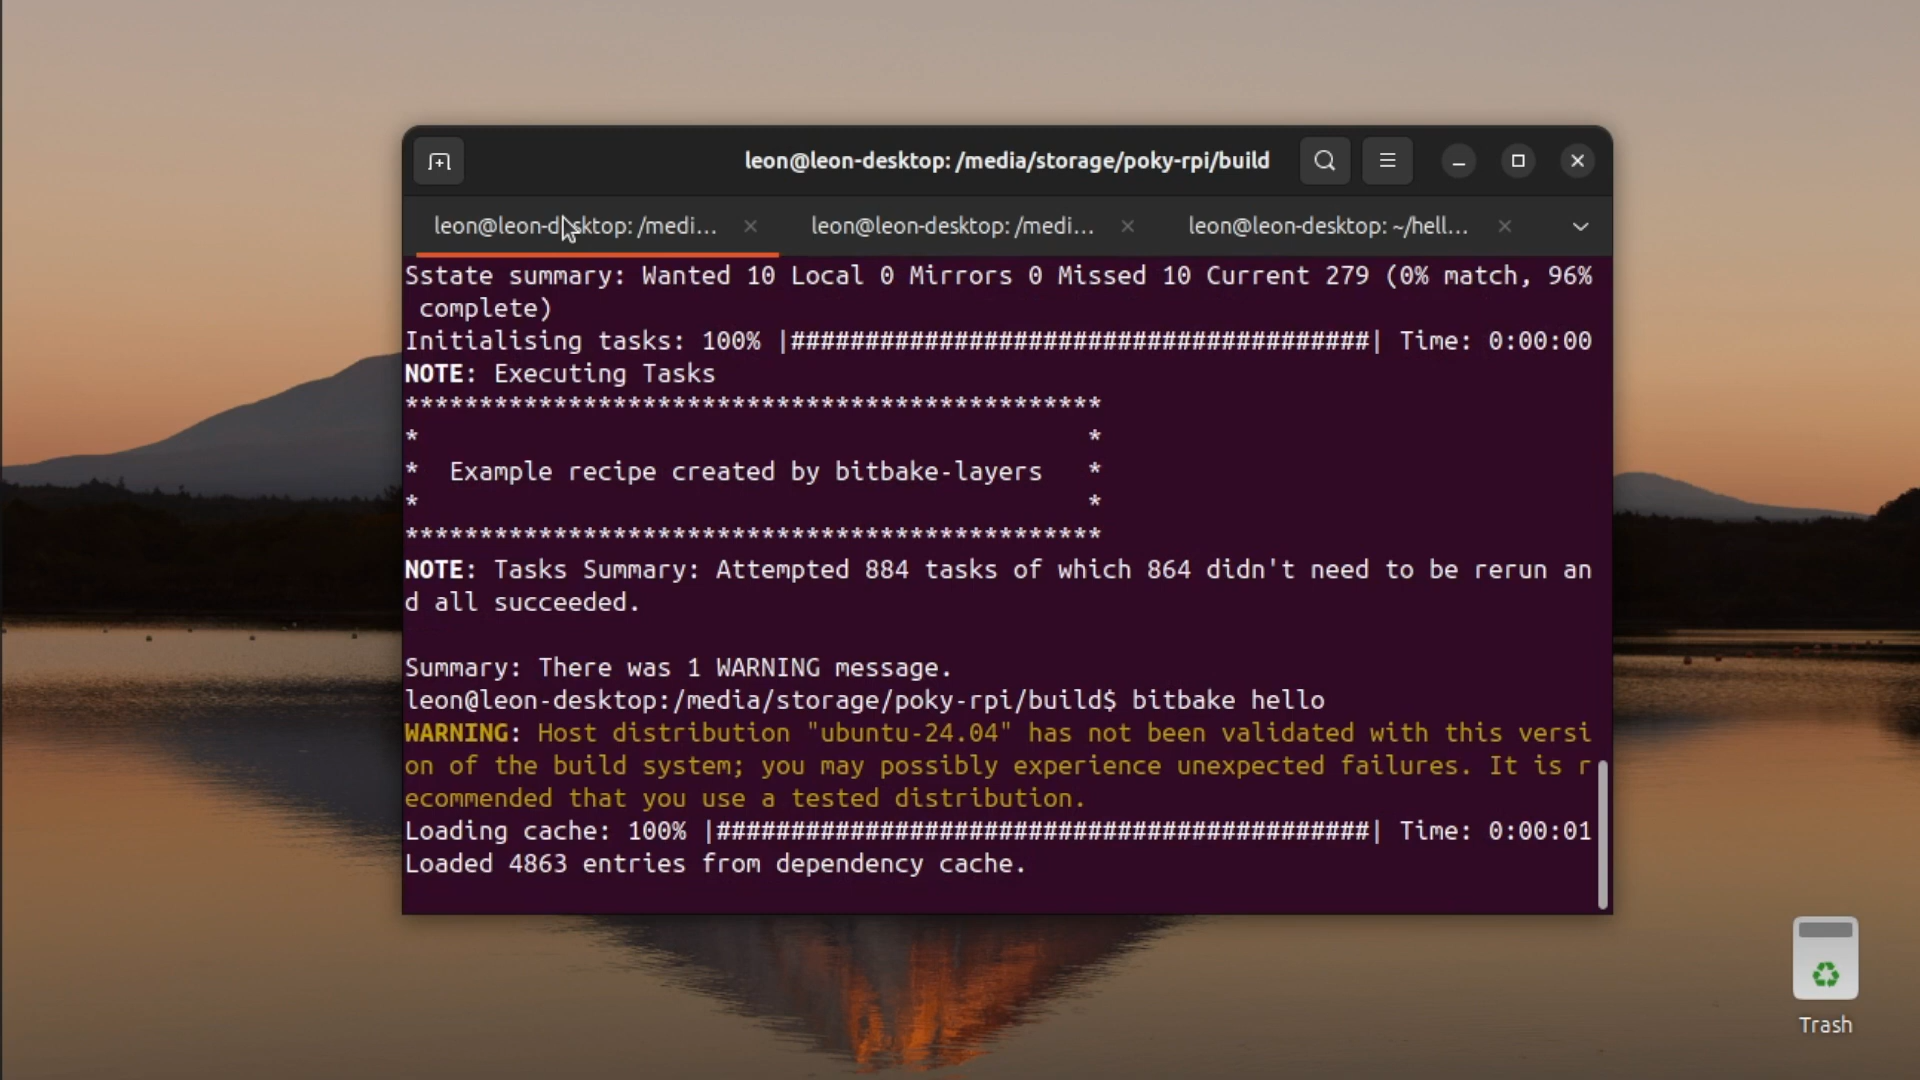 leon@leon-desktop: /media/storage/poky-rpi/build
leon@leon-desktop: /medi... leon@leon-desktop: /medi... leon@leon-desktop: ~/hell...
Sstate summary: Wanted 10 Local 0 Mirrors 0 Missed 10 Current 279 (0% match, 96%
complete)
Initialising tasks: 100% |#######################################| Time: 0:00:00
NOTE: Executing Tasks
***********************************************
*                                             *
*  Example recipe created by bitbake-layers   *
*                                             *
***********************************************
NOTE: Tasks Summary: Attempted 884 tasks of which 864 didn't need to be rerun an
d all succeeded.
Summary: There was 1 WARNING message.
leon@leon-desktop:/media/storage/poky-rpi/build$ bitbake hello
WARNING: Host distribution "ubuntu-24.04" has not been validated with this versi
on of the build system; you may possibly experience unexpected failures. It is r
ecommended that you use a tested distribution.
Loading cache: 100% |############################################| Time: 0:00:01
Loaded 4863 entries from dependency cache.
Trash